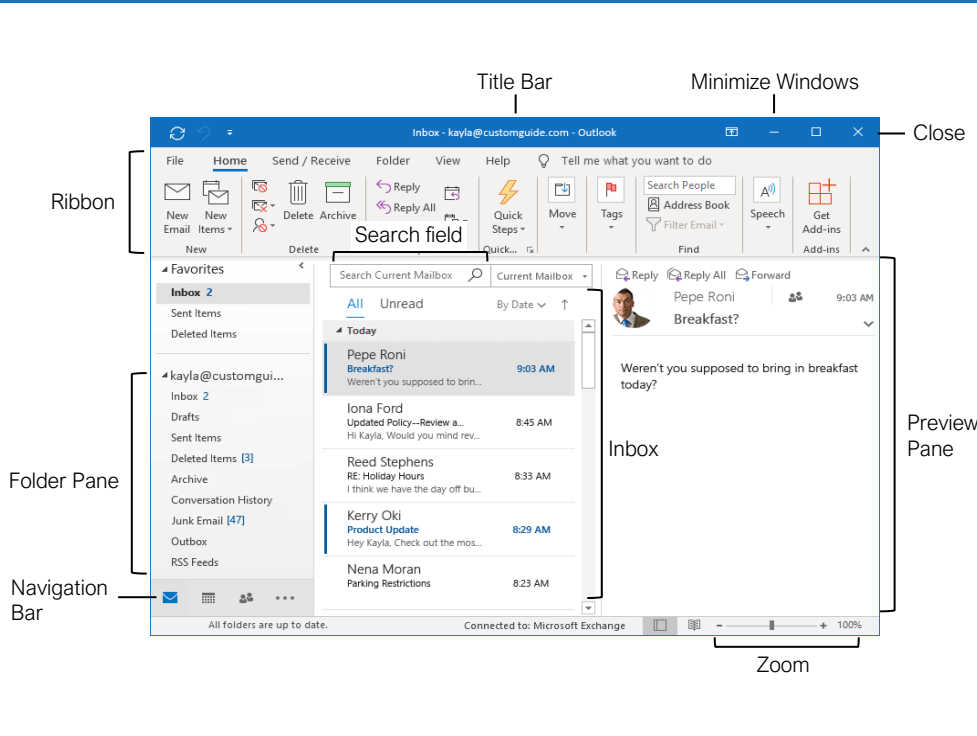 Title Bar
Minimize Windows
Inbox - kayla@customguide.com - Outlook
Close
File Home Send / Receive Folder View Help Tell me what you want to do
Ribbon
New Email
New Items
Delete
Archive
Reply
Reply All
Quick Steps
Move
Tags
Search People
Address Book
Filter Email
A
Speech
Get Add-ins
Search field
New
Delete
Quick...
Find
Add-ins
Favorites
Inbox 2
Sent Items
Deleted Items
kayla@customgui...
Inbox 2
Drafts
Sent Items
Deleted Items [3]
Archive
Conversation History
Junk Email [47]
Outbox
RSS Feeds
Folder Pane
Navigation
Bar
Search Current Mailbox
Current Mailbox
All Unread By Date
Today
Pepe Roni
Breakfast? 9:03 AM
Weren't you supposed to brin...
Iona Ford
Updated Policy--Review a... 8:45 AM
Hi Kayla, Would you mind rev...
Reed Stephens
RE: Holiday Hours 8:33 AM
I think we have the day off bu...
Kerry Oki
Product Update 8:29 AM
Hey Kayla, Check out the mos...
Nena Moran
Parking Restrictions 8:23 AM
Inbox
Reply Reply All Forward
Pepe Roni 9:03 AM
Breakfast?
Weren't you supposed to bring in breakfast
today?
Preview
Pane
All folders are up to date.
Connected to: Microsoft Exchange
- + 100%
Zoom